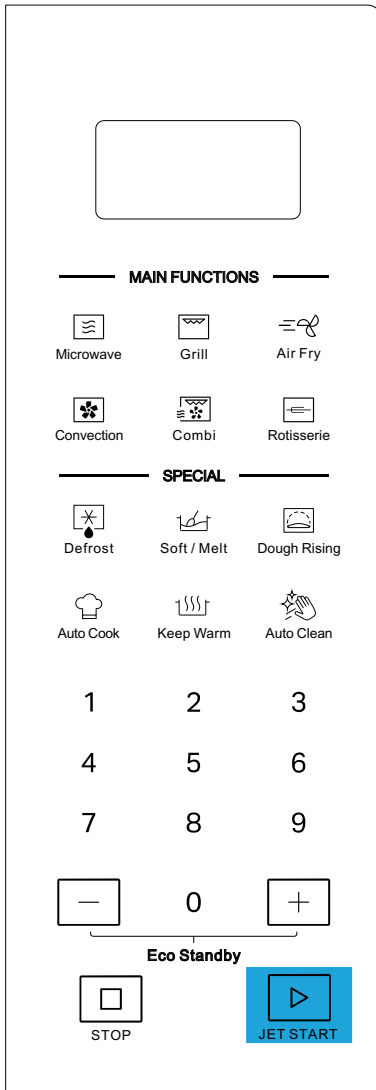 MAIN FUNCTIONS
Microwave Grill Air Fry
Convection Combi Rotisserie
SPECIAL
Defrost Soft / Melt Dough Rising
Auto Cook Keep Warm Auto Clean
1 2 3
4 5 6
7 8 9
- 0 +
Eco Standby
STOP JET START